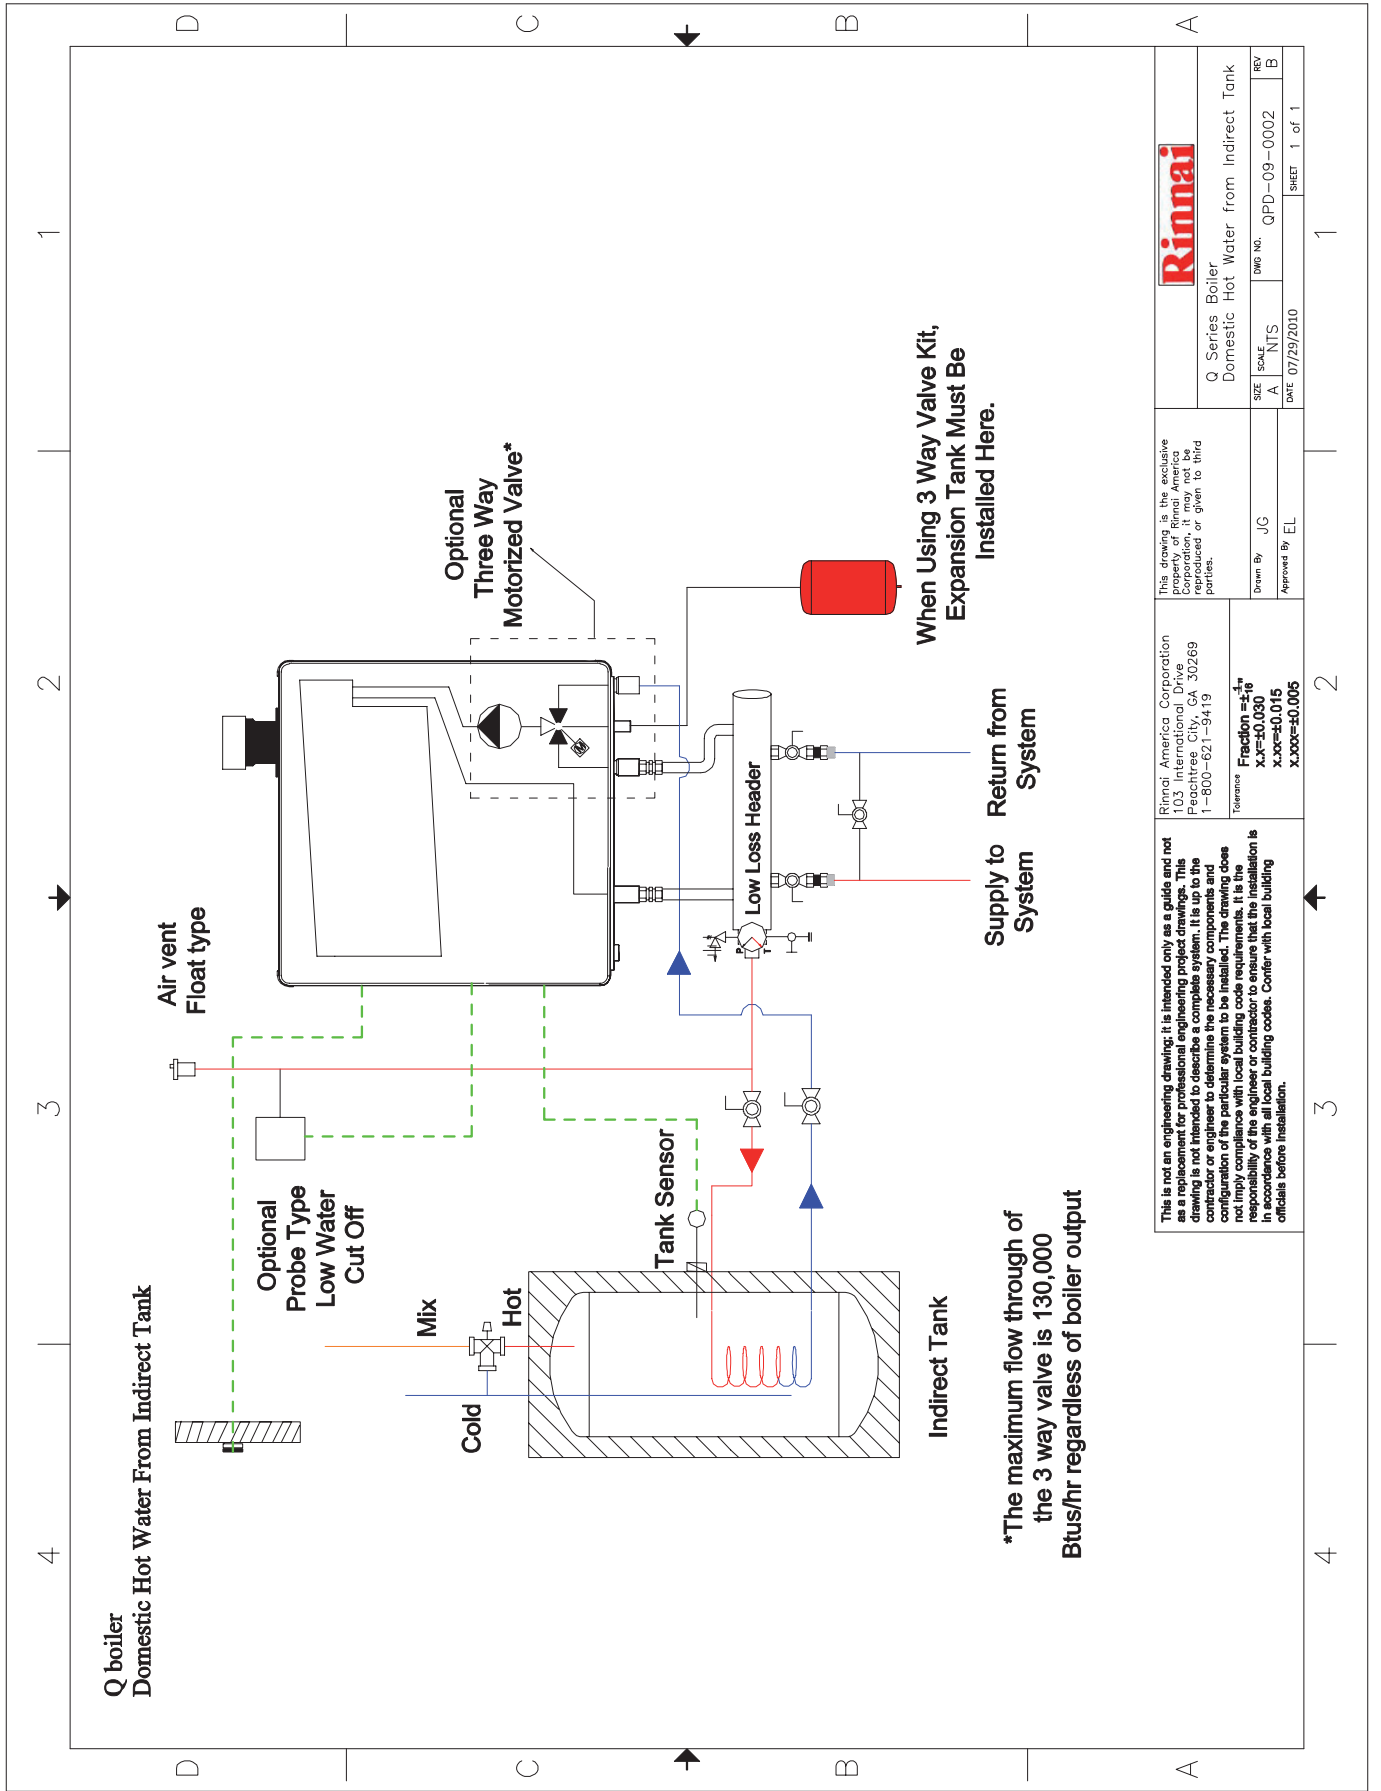 Q boiler
Domestic Hot Water From Indirect Tank
4
3
2
1
D
C
B
A
D
C
B
A
4
3
2
1
Air vent
Float type
Optional
Probe Type
Low Water
Cut Off
Optional
Three Way
Motorized Valve*
M
Mix
Hot
Cold
Tank Sensor
Indirect Tank
P
T
Low Loss Header
Supply to
System
Return from
System
When Using 3 Way Valve Kit,
Expansion Tank Must Be
Installed Here.
*The maximum flow through of
the 3 way valve is 130,000
Btus/hr regardless of boiler output
This is not an engineering drawing; it is intended only as a guide and not
as a replacement for professional engineering project drawings. This
drawing is not intended to describe a complete system. It is up to the
contractor or engineer to determine the necessary components and
configuration of the particular system to be installed. The drawing does
not imply compliance with local building code requirements. It is the
responsibility of the engineer or contractor to ensure that the installation is
in accordance with all local building codes. Confer with local building
officials before installation.
Rinnai America Corporation
103 International Drive
Peachtree City, GA 30269
1-800-621-9419
Tolerance
Fraction =±1/16"
X.X=±0.030
X.XX=±0.015
X.XXX=±0.005
This drawing is the exclusive
property of Rinnai America
Corporation, it may not be
reproduced or given to third
parties.
Drawn By JG
Approved By EL
Rinnai
Q Series Boiler
Domestic Hot Water from Indirect Tank
SIZE A
SCALE NTS
DWG NO. QPD-09-0002
REV B
DATE 07/29/2010
SHEET 1 of 1